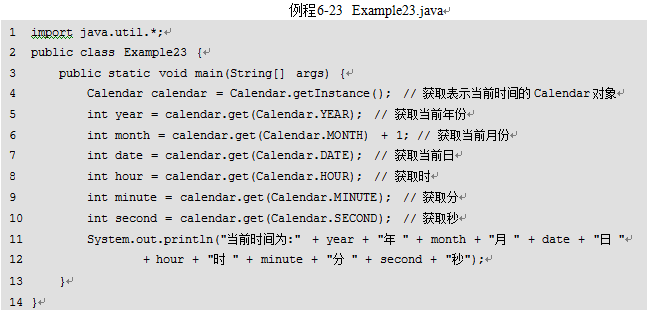 例程6-23 Example23.java
1 import java.util.*;
2 public class Example23 {
3 public static void main(String[] args) {
4 Calendar calendar = Calendar.getInstance(); // 获取表示当前时间的 Calendar 对象
5 int year = calendar.get(Calendar.YEAR); // 获取当前年份
6 int month = calendar.get(Calendar.MONTH) + 1; // 获取当前月份
7 int date = calendar.get(Calendar.DATE); // 获取当前日
8 int hour = calendar.get(Calendar.HOUR); // 获取时
9 int minute = calendar.get(Calendar.MINUTE); // 获取分
10 int second = calendar.get(Calendar.SECOND); // 获取秒
11 System.out.println("当前时间为:" + year + "年 " + month + "月 " + date + "日 "
12 + hour + "时 " + minute + "分 " + second + "秒");
13 }
14 }